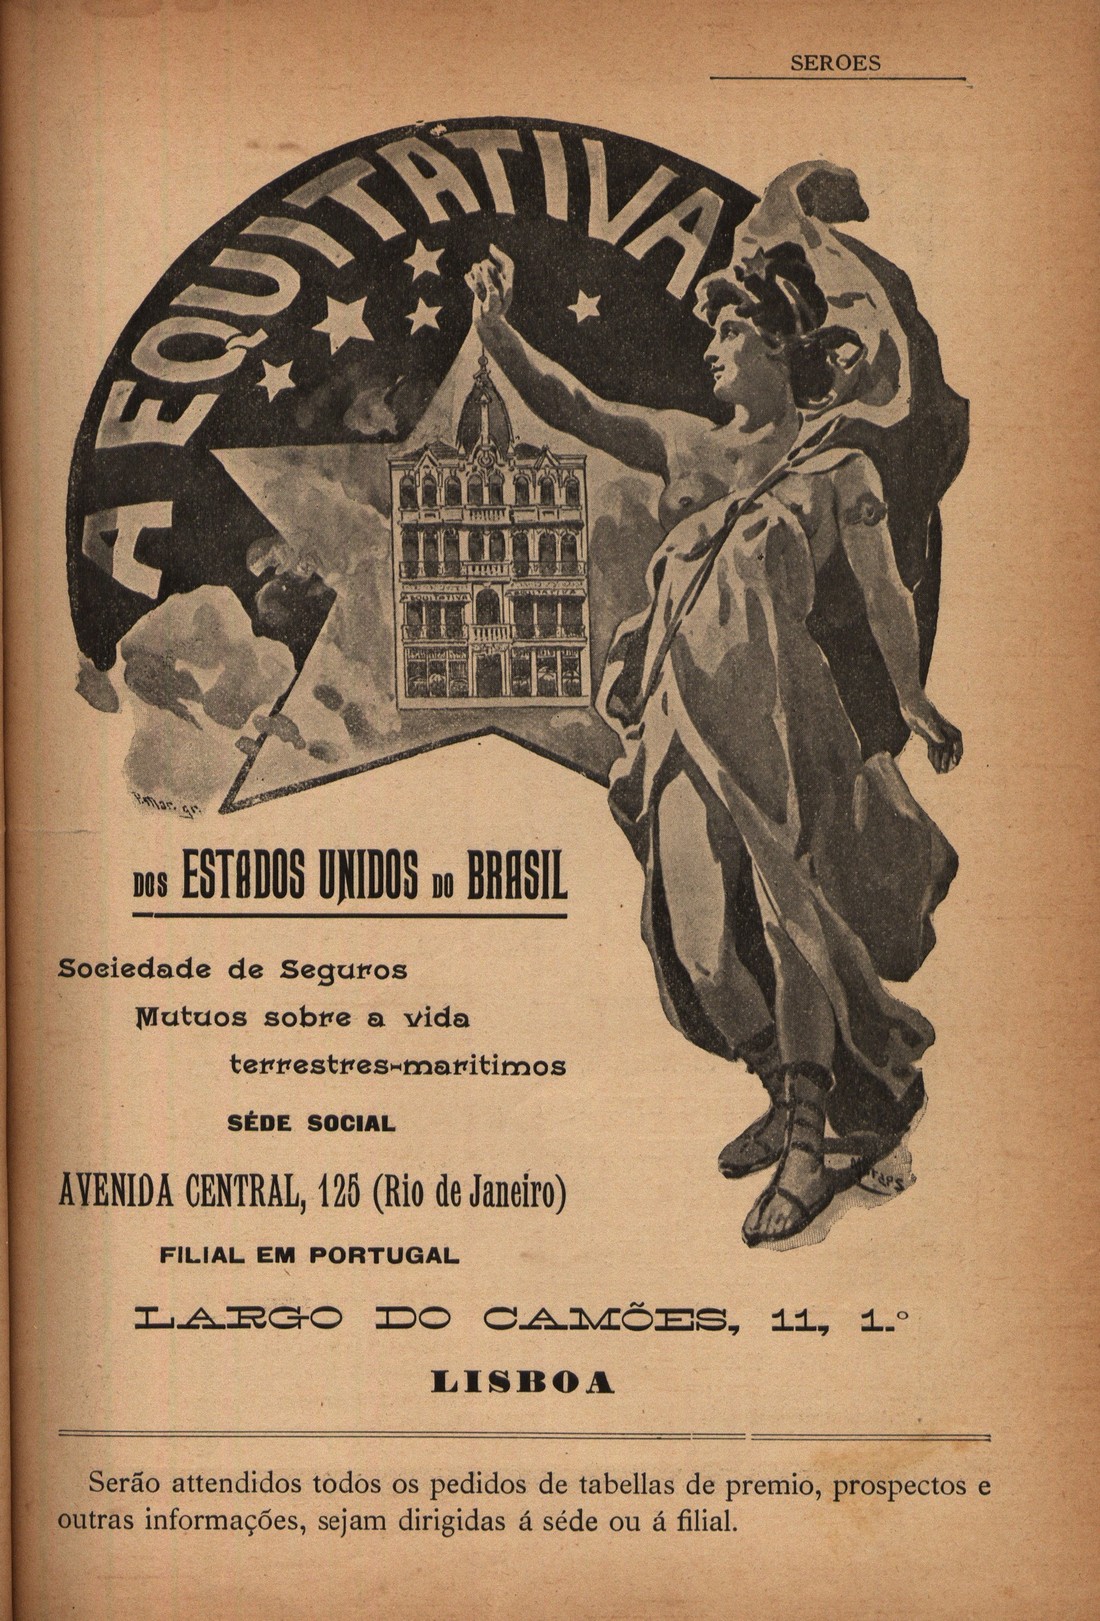 SEROES
A EQUITATIVA
EQUITATIVA EQUITATIVA
DOS ESTADOS UNIDOS DO BRASIL
Sociedade de Seguros
Mutuos sobre a vida
terrestres-maritimos
SÉDE SOCIAL
AVENIDA CENTRAL, 125 (Rio de Janeiro)
FILIAL EM PORTUGAL
LARGO DO CAMÕES, 11, 1.º
LISBOA
Serão attendidos todos os pedidos de tabellas de premio, prospectos e
outras informações, sejam dirigidas á séde ou á filial.